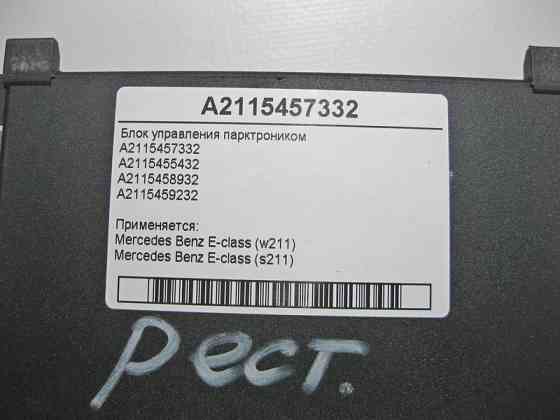 A2115457332
Блок управления парктроником
A2115457332
A2115455432
A2115458932
A2115459232
Применяется:
Mercedes Benz E-class (w211)
Mercedes Benz E-class (s211)
рест.